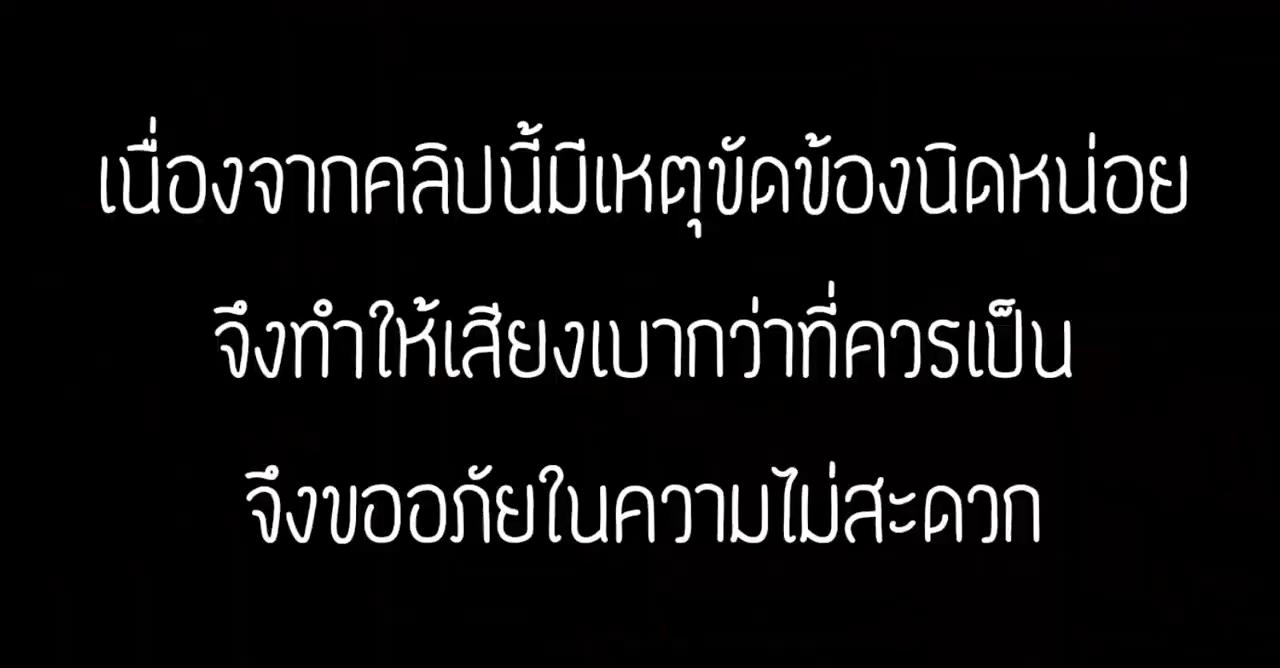 เนื่องจากคลิปนี้มีเหตุขัดข้องนิดหน่อย
จึงทำให้เสียงเบากว่าที่ควรเป็น
จึงขออภัยในความไม่สะดวก